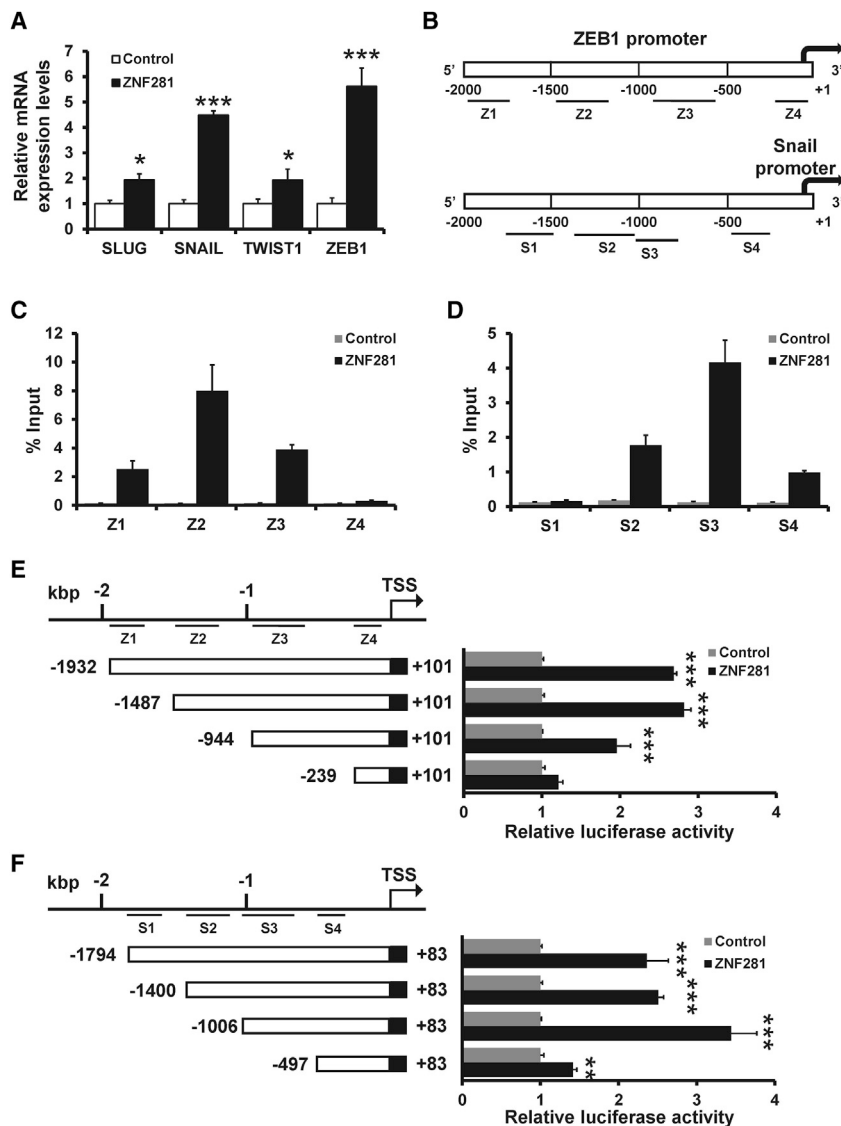 A
Relative mRNA
expression levels
Control
ZNF281
7
6
5
4
3
2
1
0
*
***
*
***
SLUG SNAIL TWIST1 ZEB1
B
ZEB1 promoter
5’ 3’
-2000 -1500 -1000 -500 +1
Z1 Z2 Z3 Z4
Snail
promoter
5’ 3’
-2000 -1500 -1000 -500 +1
S1 S2 S3 S4
C
% Input
12
10
8
6
4
2
0
Control
ZNF281
Z1 Z2 Z3 Z4
D
% Input
5
4
3
2
1
0
Control
ZNF281
S1 S2 S3 S4
E
kbp -2 -1 TSS
Z1 Z2 Z3 Z4
-1932 +101
-1487 +101
-944 +101
-239 +101
Control
ZNF281
***
***
***
0 1 2 3 4
Relative luciferase activity
F
kbp -2 -1 TSS
S1 S2 S3 S4
-1794 +83
-1400 +83
-1006 +83
-497 +83
Control
ZNF281
***
***
***
**
0 1 2 3 4
Relative luciferase activity